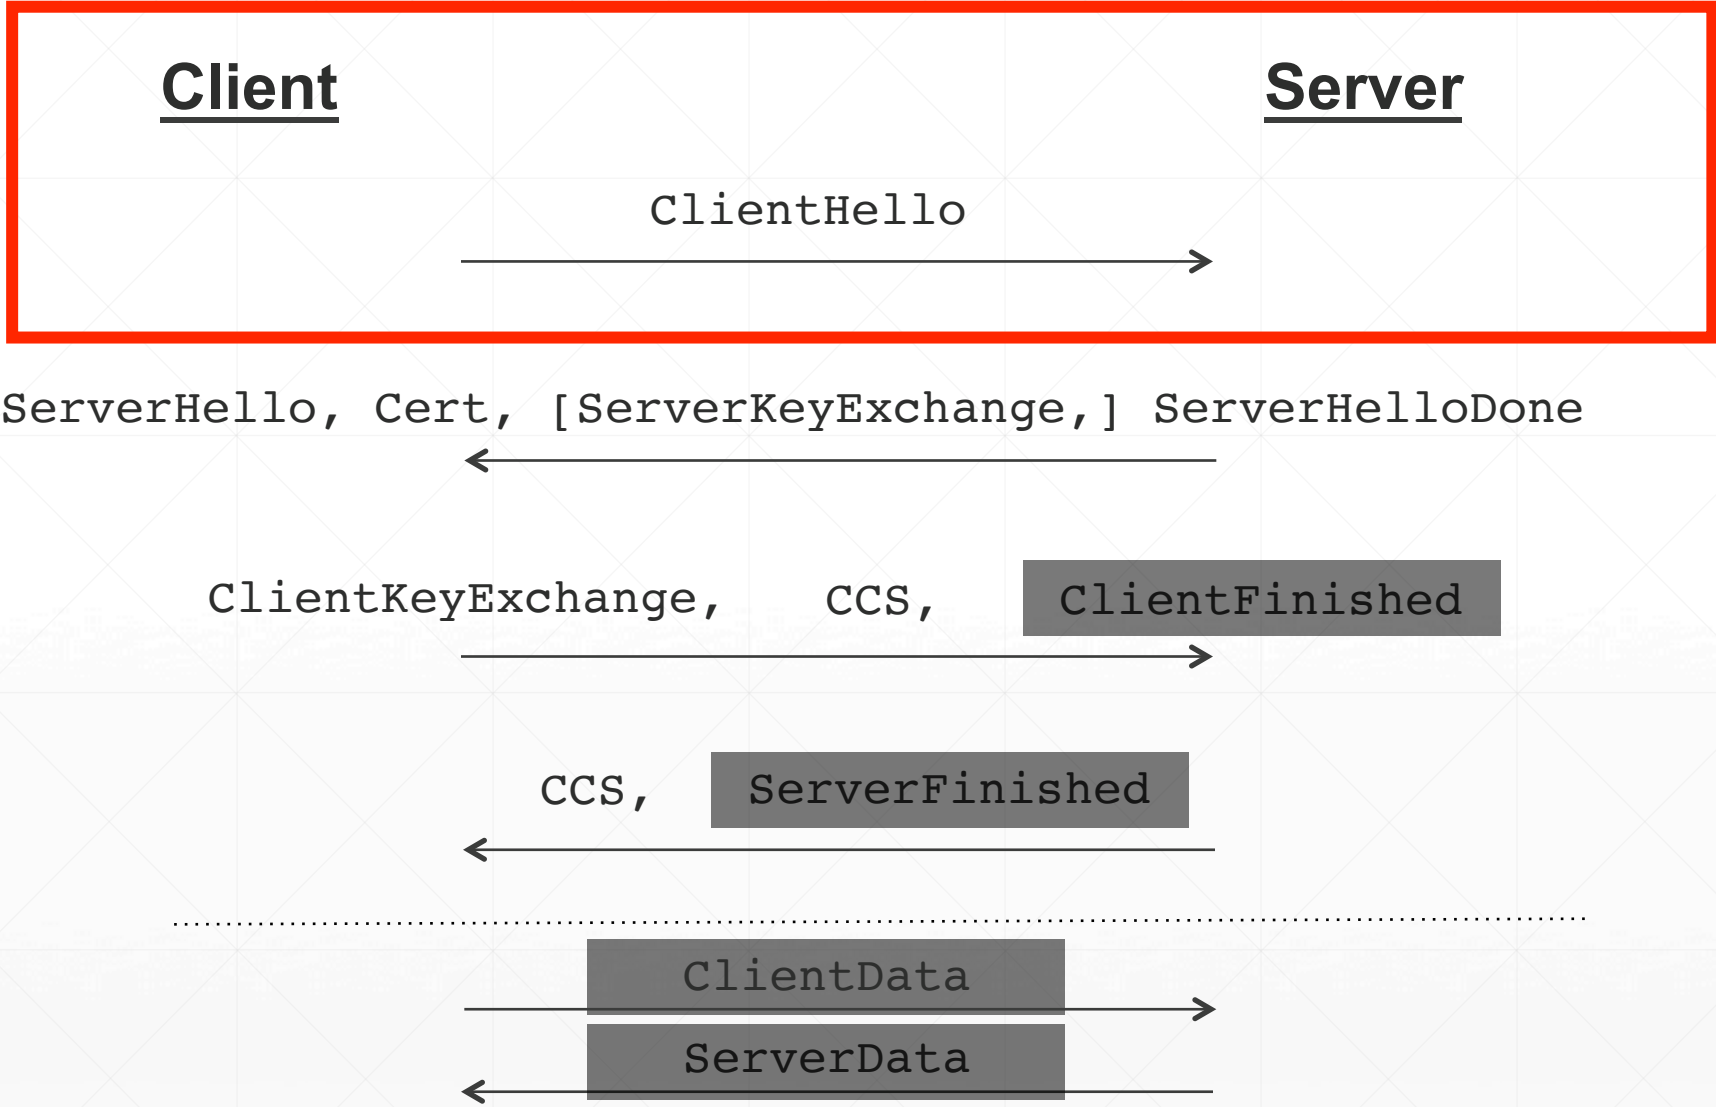 Client Server
ClientHello
ServerHello, Cert, [ServerKeyExchange,] ServerHelloDone
ClientKeyExchange, CCS, ClientFinished
CCS, ServerFinished
ClientData
ServerData